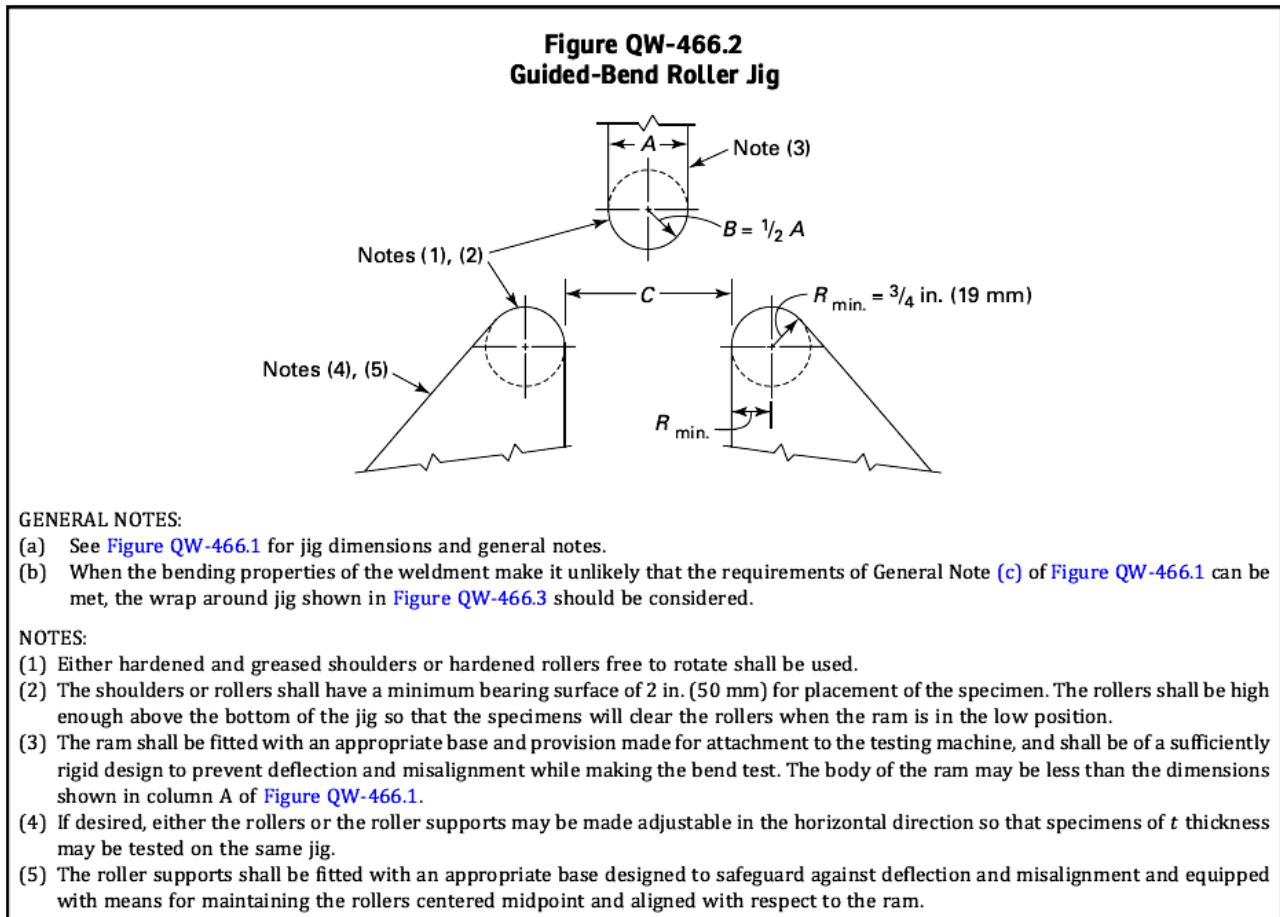 Figure QW-466.2
Guided-Bend Roller Jig
A
Note (3)
B = 1/2 A
Notes (1), (2)
C
R min. = 3/4 in. (19 mm)
Notes (4), (5)
R min.
GENERAL NOTES:
(a) See Figure QW-466.1 for jig dimensions and general notes.
(b) When the bending properties of the weldment make it unlikely that the requirements of General Note (c) of Figure QW-466.1 can be
met, the wrap around jig shown in Figure QW-466.3 should be considered.
NOTES:
(1) Either hardened and greased shoulders or hardened rollers free to rotate shall be used.
(2) The shoulders or rollers shall have a minimum bearing surface of 2 in. (50 mm) for placement of the specimen. The rollers shall be high
enough above the bottom of the jig so that the specimens will clear the rollers when the ram is in the low position.
(3) The ram shall be fitted with an appropriate base and provision made for attachment to the testing machine, and shall be of a sufficiently
rigid design to prevent deflection and misalignment while making the bend test. The body of the ram may be less than the dimensions
shown in column A of Figure QW-466.1.
(4) If desired, either the rollers or the roller supports may be made adjustable in the horizontal direction so that specimens of t thickness
may be tested on the same jig.
(5) The roller supports shall be fitted with an appropriate base designed to safeguard against deflection and misalignment and equipped
with means for maintaining the rollers centered midpoint and aligned with respect to the ram.